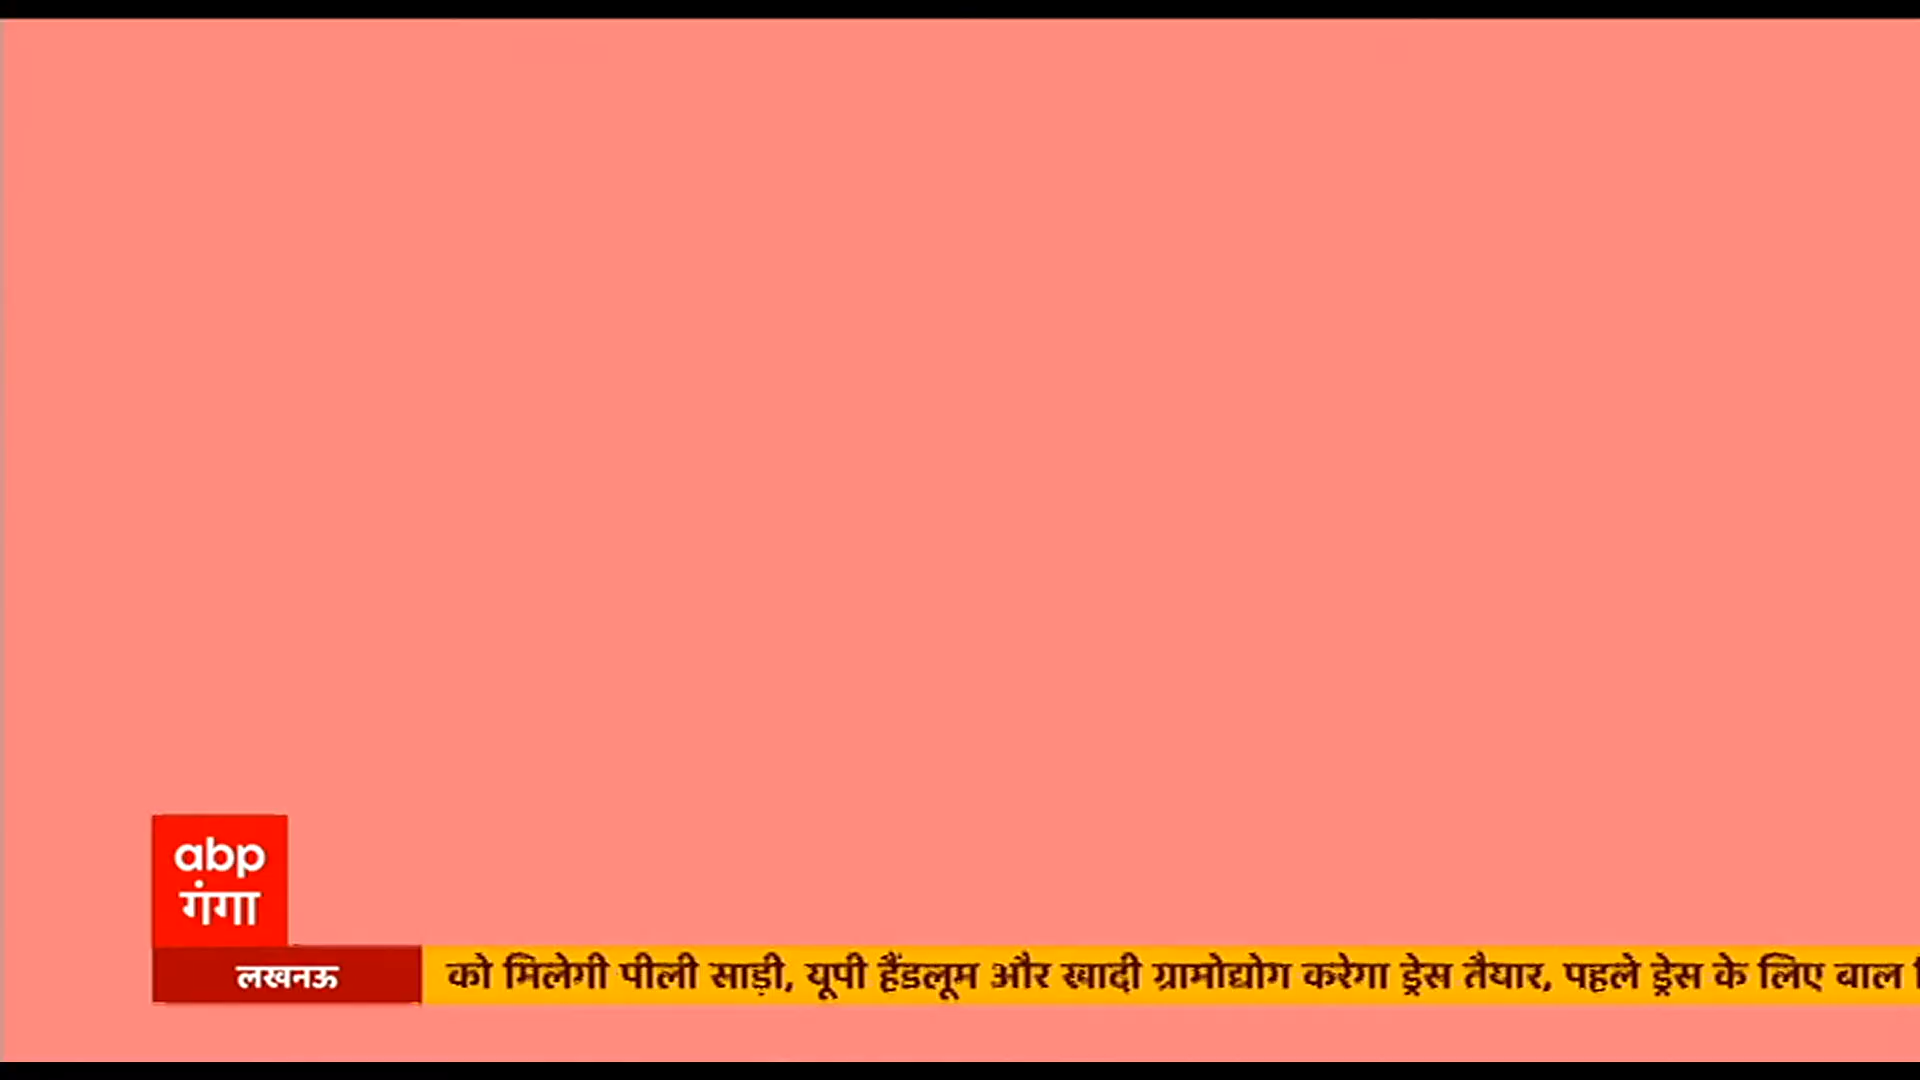 abp
गंगा
लखनऊ
को मिलेगी पीली साड़ी, यूपी हैंडलूम और खादी ग्रामोद्योग करेगा ड्रेस तैयार, पहले ड्रेस के लिए बाल